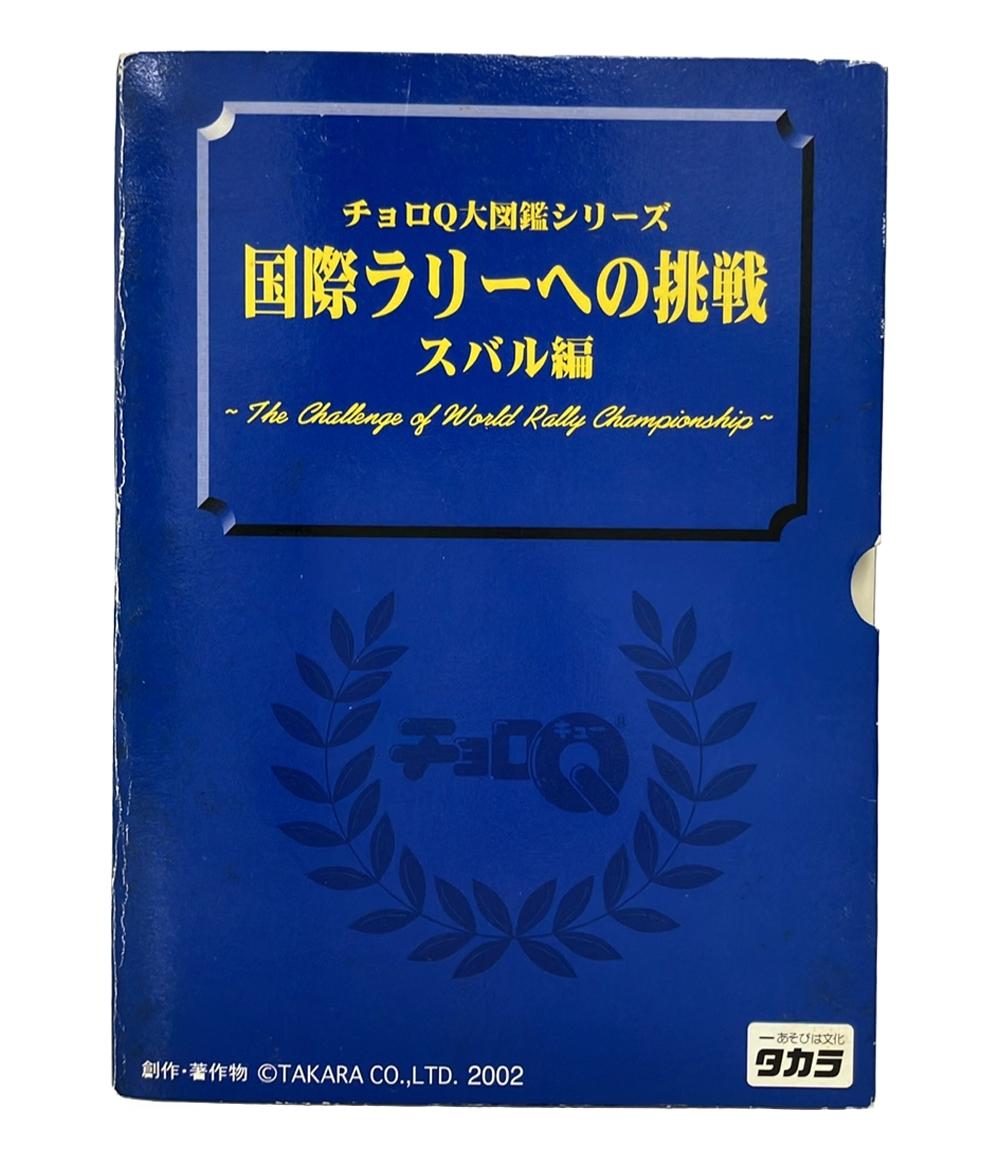 チョロQ大図鑑シリーズ
国際ラリーへの挑戦
スバル編
~ The Challenge of World Rally Championship ~
チョロQ
キュー
®
創作・著作物 ©TAKARA CO.,LTD. 2002
ーあそびは文化
タカラ